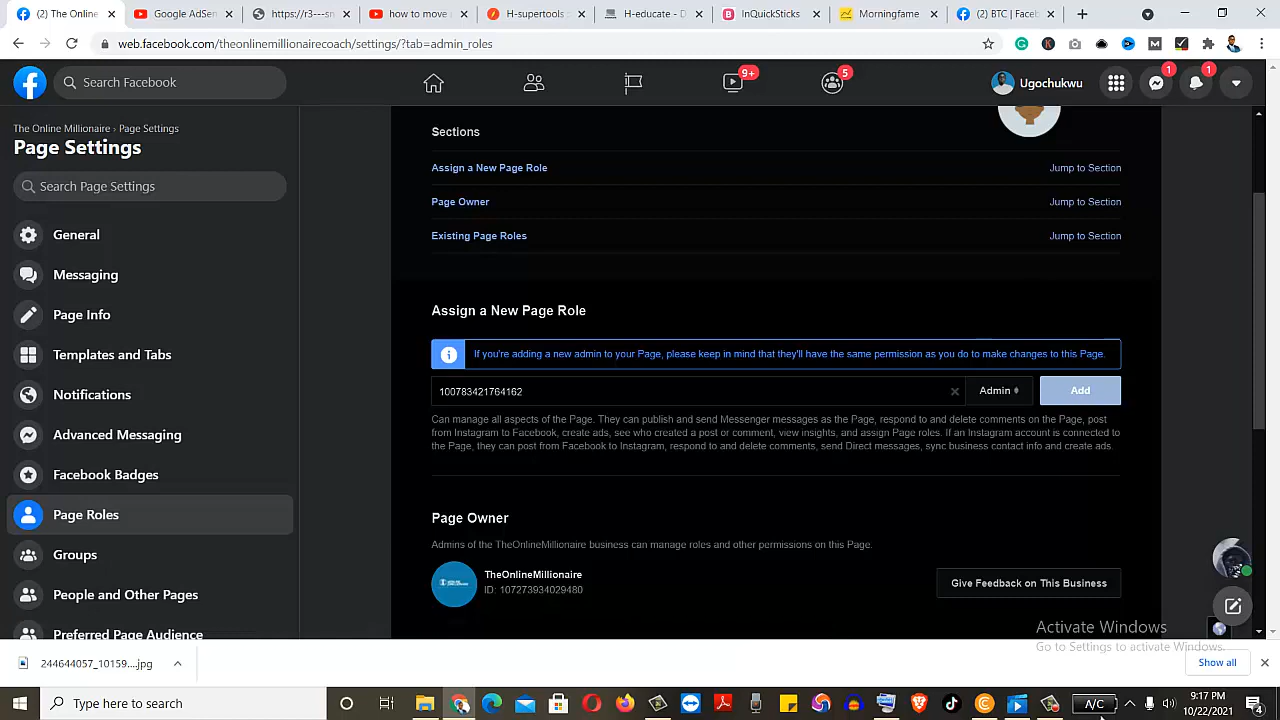 (1) The Online
Google AdSen
https://r3---sn
how to move
H-supertools :
H-educate - D
InQuickSticks
Morningfame
(2) BTC | Faceb
web.facebook.com/theonlinemillionairecoach/settings/?tab=admin_roles
Search Facebook
9+
5
Ugochukwu
1
1
The Online Millionaire › Page Settings
Page Settings
Search Page Settings
General
Messaging
Page Info
Templates and Tabs
Notifications
Advanced Messaging
Facebook Badges
Page Roles
Groups
People and Other Pages
Preferred Page Audience
Sections
Assign a New Page Role Jump to Section
Page Owner Jump to Section
Existing Page Roles Jump to Section
Assign a New Page Role
If you're adding a new admin to your Page, please keep in mind that they'll have the same permission as you do to make changes to this Page.
100783421764162 Admin Add
Can manage all aspects of the Page. They can publish and send Messenger messages as the Page, respond to and delete comments on the Page, post
from Instagram to Facebook, create ads, see who created a post or comment, view insights, and assign Page roles. If an Instagram account is connected to
the Page, they can post from Facebook to Instagram, respond to and delete comments, send Direct messages, sync business contact info and create ads.
Page Owner
Admins of the TheOnlineMillionaire business can manage roles and other permissions on this Page.
TheOnlineMillionaire
ID: 107273934029480
Give Feedback on This Business
Activate Windows
Go to Settings to activate Windows.
244644057_10159....jpg
Show all
Type here to search
A/C
9:17 PM
10/22/2021
4